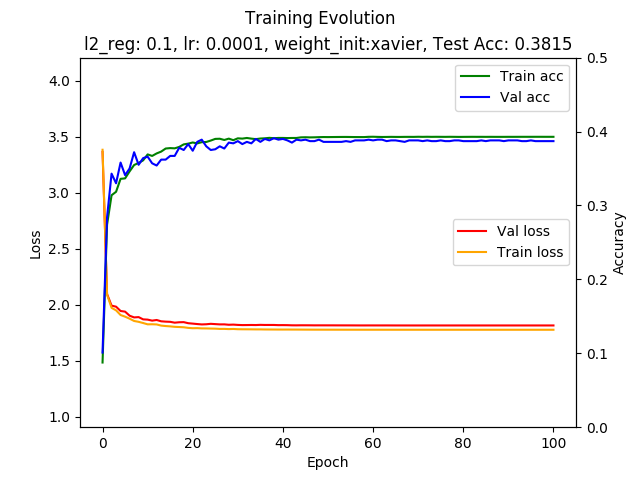 Training Evolution
l2_reg: 0.1, lr: 0.0001, weight_init:xavier, Test Acc: 0.3815
4.0
3.5
3.0
2.5
2.0
1.5
1.0
Loss
0.5
0.4
0.3
0.2
0.1
0.0
Accuracy
Train acc
Val acc
Val loss
Train loss
0 20 40 60 80 100
Epoch